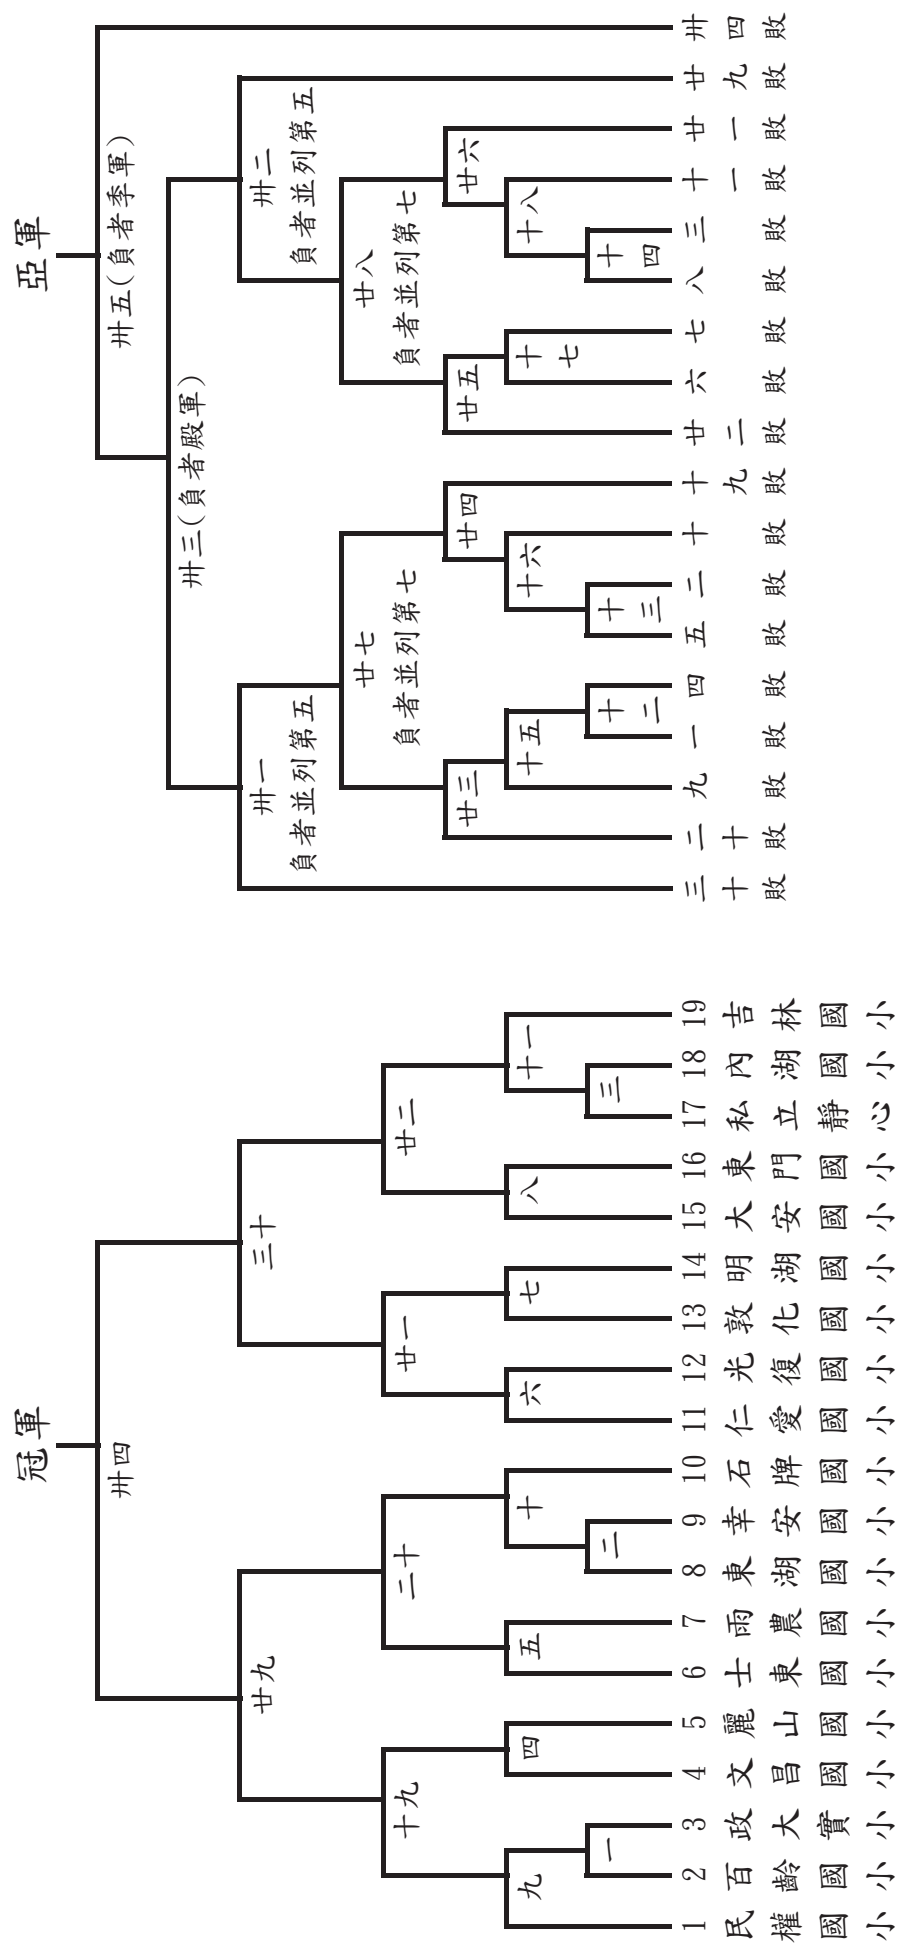 冠軍
卅四
廿九
三十
十九
二十
廿一
廿二
九
四
五
十
六
七
八
十一
一
二
三
1 民權國小
2 百齡國小
3 政大實小
4 文昌國小
5 麗山國小
6 士東國小
7 雨農國小
8 東湖國小
9 幸安國小
10 石牌國小
11 仁愛國小
12 光復國小
13 敦化國小
14 明湖國小
15 大安國小
16 東門國小
17 私立靜心
18 內湖國小
19 吉林國小
亞軍
卅五(負者季軍)
卅三(負者殿軍)
卅一
負者並列第五
卅二
負者並列第五
廿七
負者並列第七
廿八
負者並列第七
廿三
廿四
廿五
廿六
十五
十六
十七
十八
十二
十三
十四
三十敗
二十敗
九敗
一敗
四敗
五敗
二敗
十敗
十九敗
廿二敗
六敗
七敗
八敗
三敗
十一敗
廿一敗
廿九敗
卅四敗